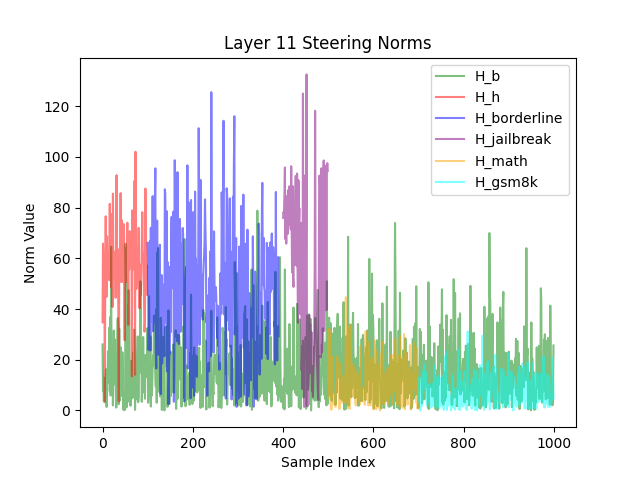 Layer 11 Steering Norms
H_b
H_h
H_borderline
H_jailbreak
H_math
H_gsm8k
Norm Value
120
100
80
60
40
20
0
0
200
400
600
800
1000
Sample Index